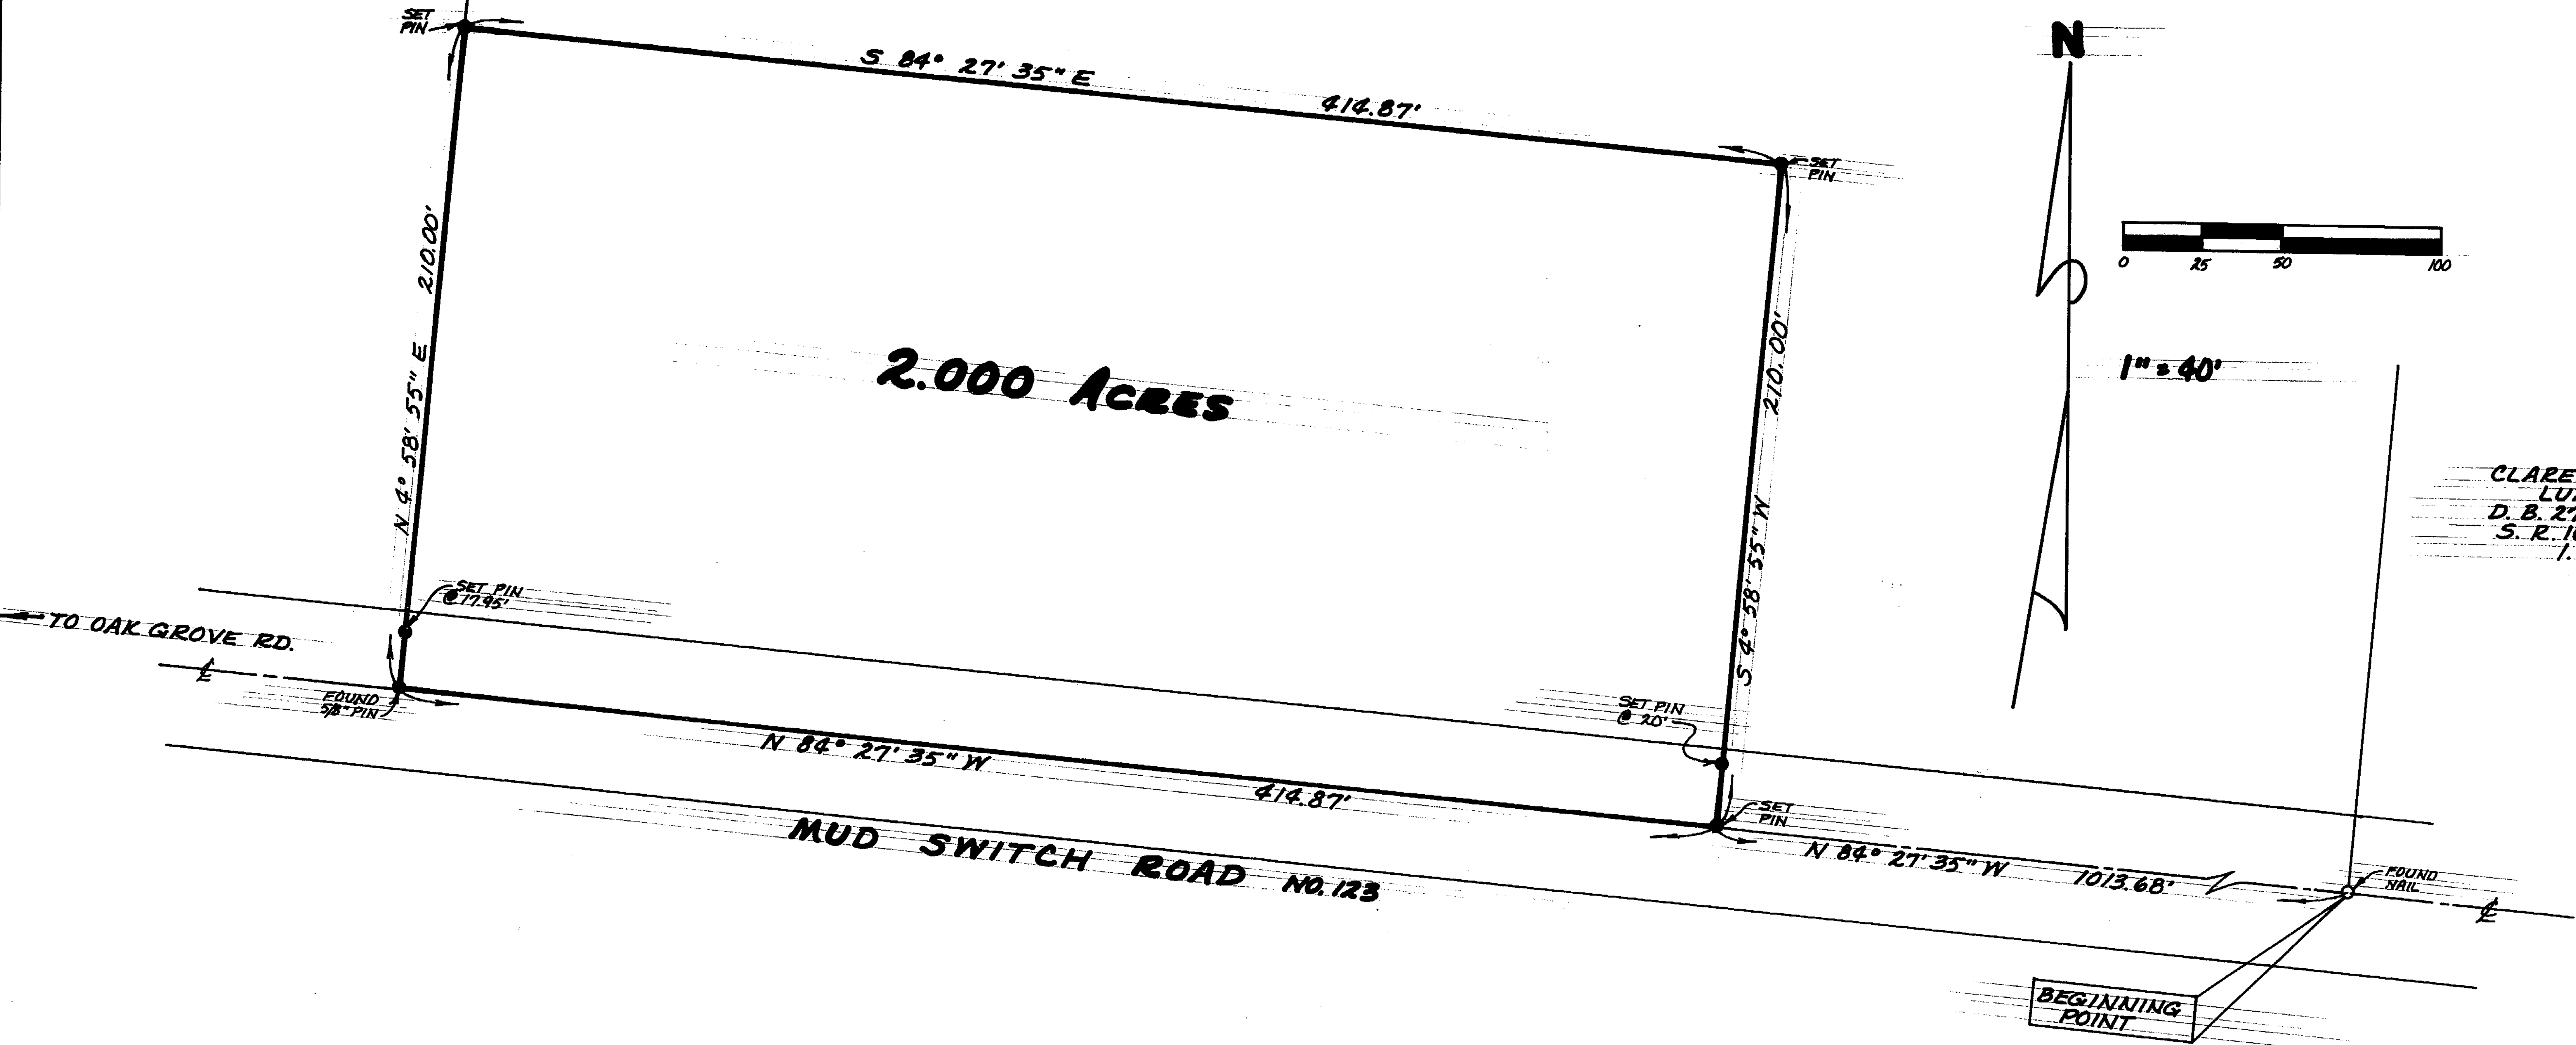 SET
PIN
S 84° 27' 35" E
414.87'
SET
PIN
N
0 25 50 100
1" = 40'
N 4° 58' 55" E 210.00'
2.000 ACRES
210.00'
S 4° 58' 55" W
D. B.
S. R.
SET PIN
@ 17.95'
TO OAK GROVE RD.
℄
FOUND
5/8" PIN
SET PIN
@ 20'
N 84° 27' 35" W
414.87'
SET
PIN
MUD SWITCH ROAD NO. 123
N 84° 27' 35" W 1013.68'
FOUND
NAIL
℄
BEGINNING
POINT